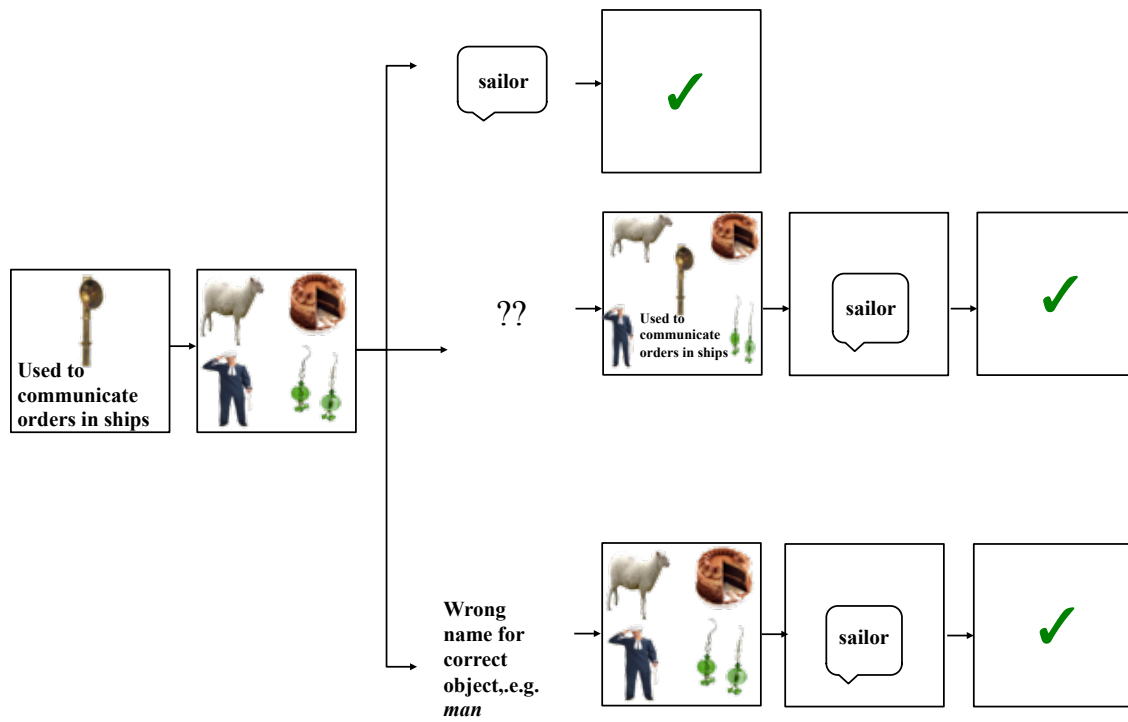 sailor
Used to
communicate
orders in ships
??
Used to
communicate
orders in ships
sailor
Wrong
name for
correct
object,.e.g.
man
sailor